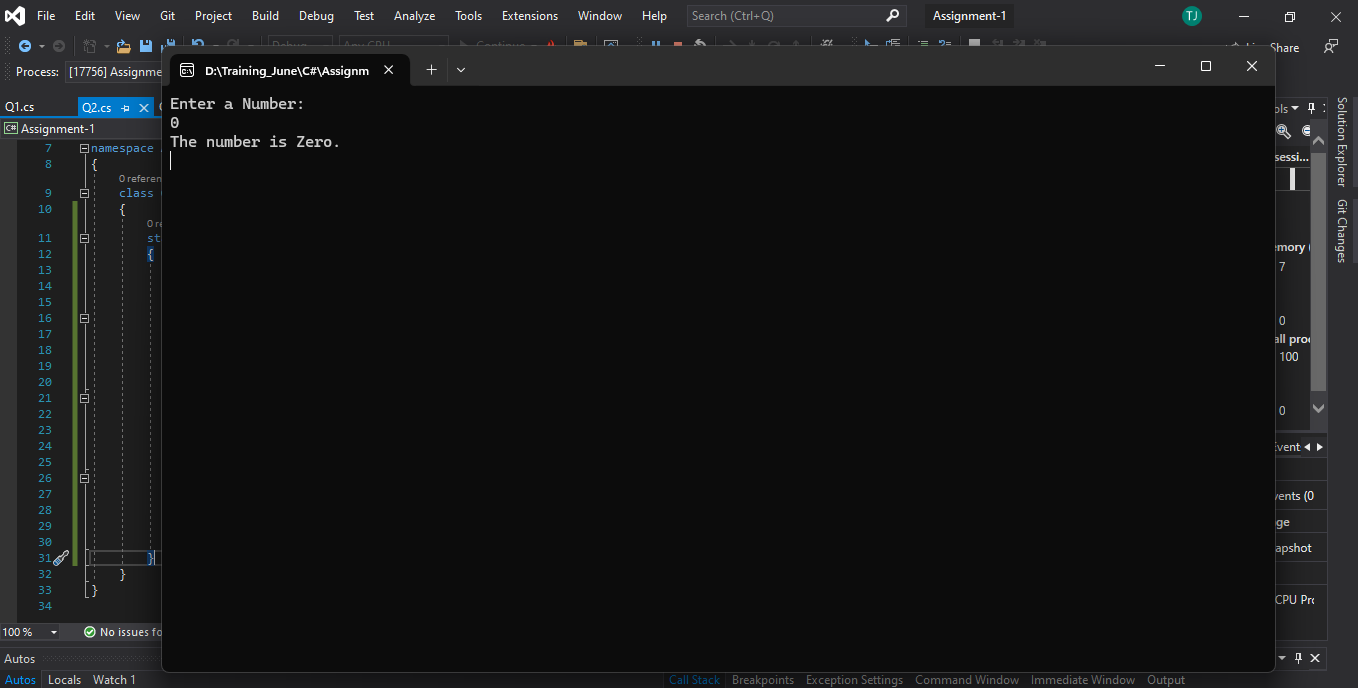 File Edit View Git Project Build Debug Test Analyze Tools Extensions Window Help Search (Ctrl+Q) Assignment-1 TJ
Share
Process: [17756] Assignme
D:\Training_June\C#\Assignm
Enter a Number:
0
The number is Zero.
Q1.cs Q2.cs
C# Assignment-1
7 namespace
8 {
0 referen
9 class
10 {
0 re
11 st
12 {
13
14
15
16
17
18
19
20
21
22
23
24
25
26
27
28
29
30
31 }
32 }
33 }
34
100 % No issues fo
Autos
Autos Locals Watch 1
Call Stack Breakpoints Exception Settings Command Window Immediate Window Output
ols
sessi...
emory (
7
0
all proc
100
0
Event
vents (0
ge
apshot
CPU Pro
Solution Explorer
Git Changes